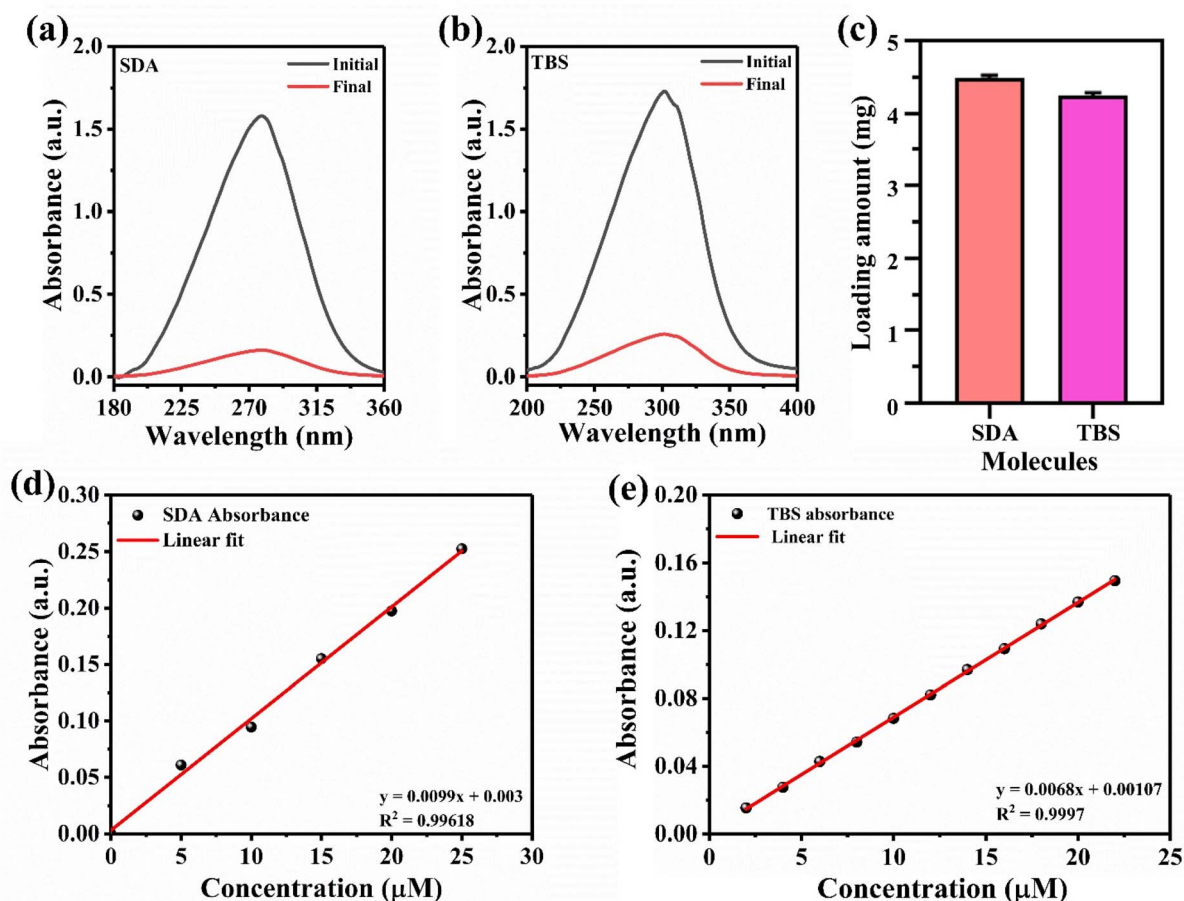 (a)
2.0
1.5
1.0
0.5
0.0
Absorbance (a.u.)
SDA
Initial
Final
180
225
270
315
360
Wavelength (nm)
(b)
2.0
1.5
1.0
0.5
0.0
Absorbance (a.u.)
TBS
Initial
Final
200
250
300
350
400
Wavelength (nm)
(c)
5
4
3
2
1
0
Loading amount (mg)
SDA
TBS
Molecules
(d)
0.30
0.25
0.20
0.15
0.10
0.05
0.00
Absorbance (a.u.)
SDA Absorbance
Linear fit
y = 0.0099x + 0.003
R² = 0.99618
0
5
10
15
20
25
30
Concentration (μM)
(e)
0.20
0.16
0.12
0.08
0.04
0.00
Absorbance (a.u.)
TBS absorbance
Linear fit
y = 0.0068x + 0.00107
R² = 0.9997
0
5
10
15
20
25
Concentration (μM)